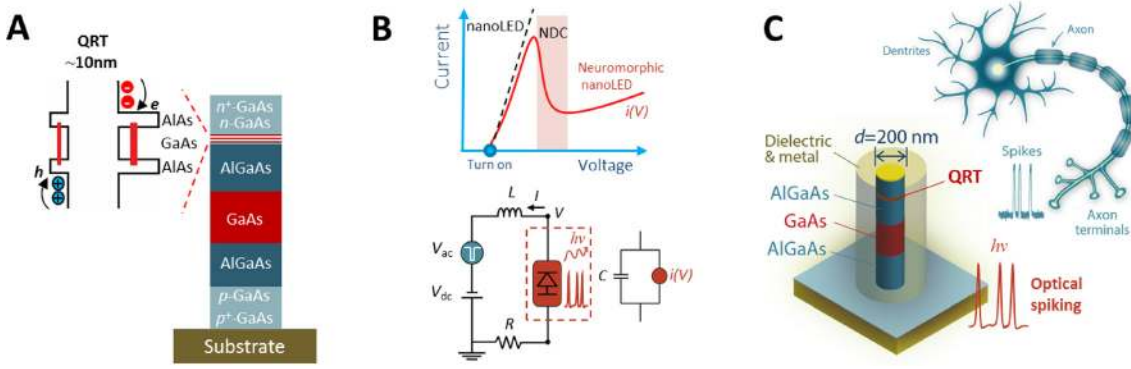 A
QRT
~10nm
e
AlAs
GaAs
AlAs
h
n⁺-GaAs
n-GaAs
AlGaAs
GaAs
AlGaAs
p-GaAs
p⁺-GaAs
Substrate
B
Current
nanoLED
NDC
Neuromorphic
nanoLED
i(V)
Turn on
Voltage
L
I
V
hν
Vac
Vdc
R
C
i(V)
C
Dendrites
Axon
Spikes
Axon
terminals
d=200 nm
Dielectric
& metal
QRT
AlGaAs
GaAs
AlGaAs
hν
Optical
spiking